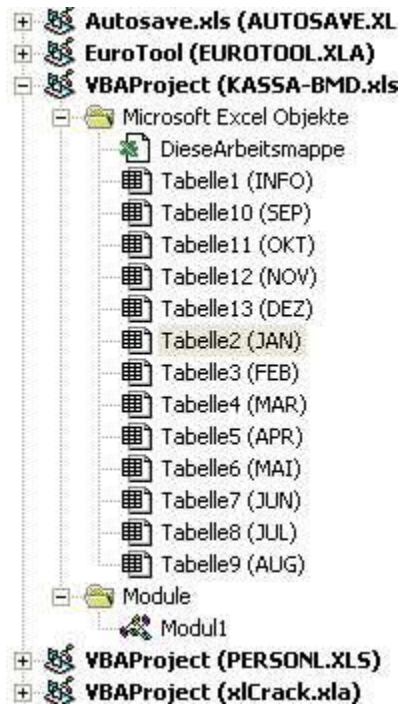 Autosave.xls (AUTOSAVE.XL
EuroTool (EUROTOOL.XLA)
VBAProject (KASSA-BMD.xls
Microsoft Excel Objekte
DieseArbeitsmappe
Tabelle1 (INFO)
Tabelle10 (SEP)
Tabelle11 (OKT)
Tabelle12 (NOV)
Tabelle13 (DEZ)
Tabelle2 (JAN)
Tabelle3 (FEB)
Tabelle4 (MAR)
Tabelle5 (APR)
Tabelle6 (MAI)
Tabelle7 (JUN)
Tabelle8 (JUL)
Tabelle9 (AUG)
Module
Modul1
VBAProject (PERSONL.XLS)
VBAProject (xlCrack.xla)